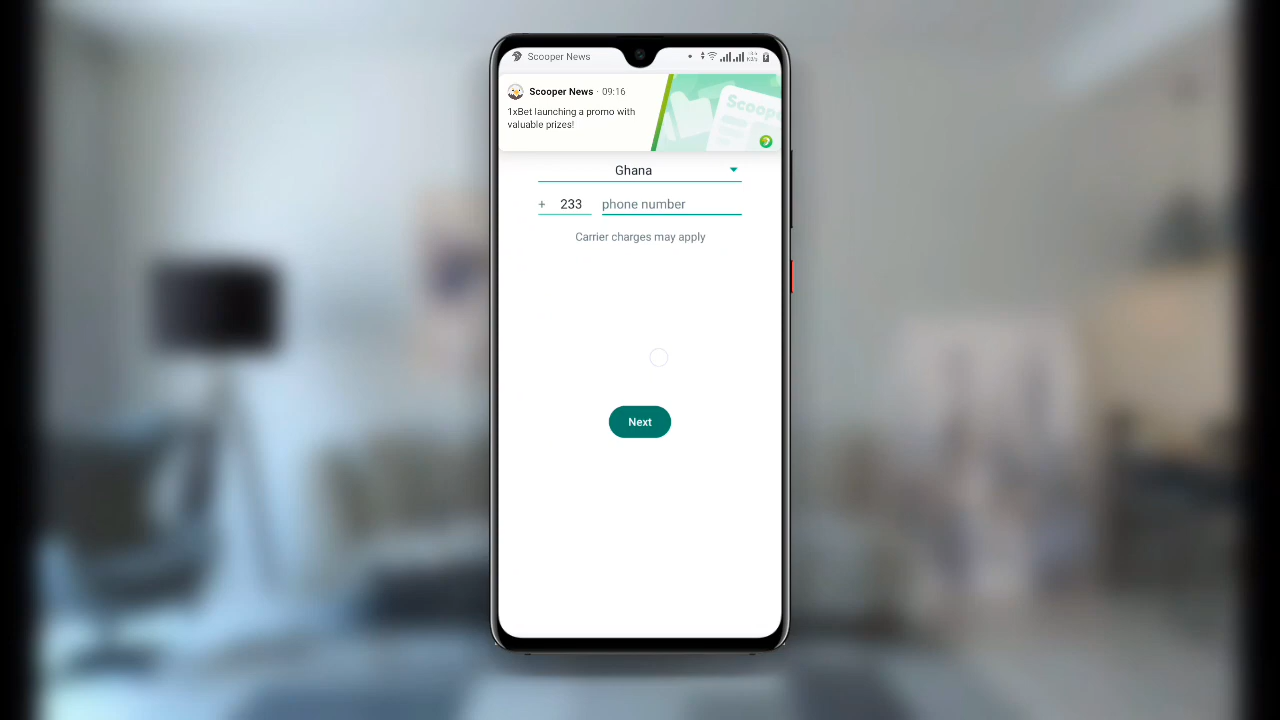 Scooper News
Scooper News · 09:16
1xBet launching a promo with
valuable prizes!
Scoope
Ghana
+ 233 phone number
Carrier charges may apply
Next